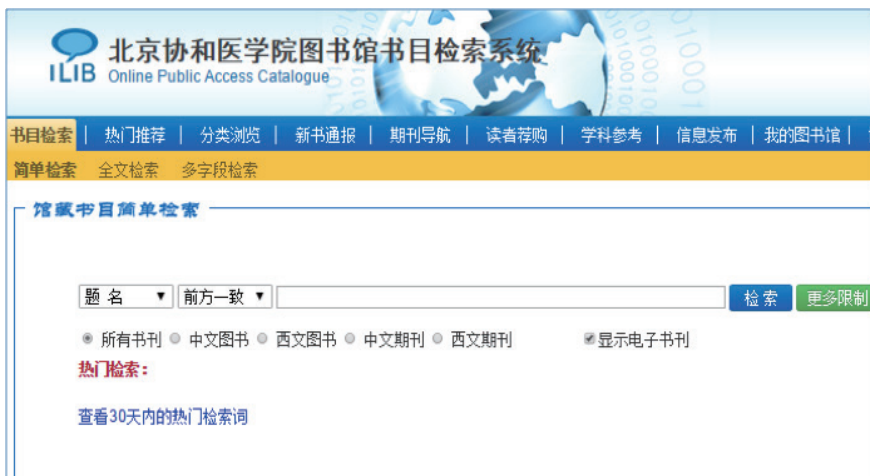 北京协和医学院图书馆书目检索系统
ILIB Online Public Access Catalogue
书目检索 | 热门推荐 | 分类浏览 | 新书通报 | 期刊导航 | 读者荐购 | 学科参考 | 信息发布 | 我的图书馆 |
简单检索 全文检索 多字段检索
馆藏书目简单检索
题 名 前方一致 检 索 更多限制
所有书刊 中文图书 西文图书 中文期刊 西文期刊 显示电子书刊
热门检索：
查看30天内的热门检索词